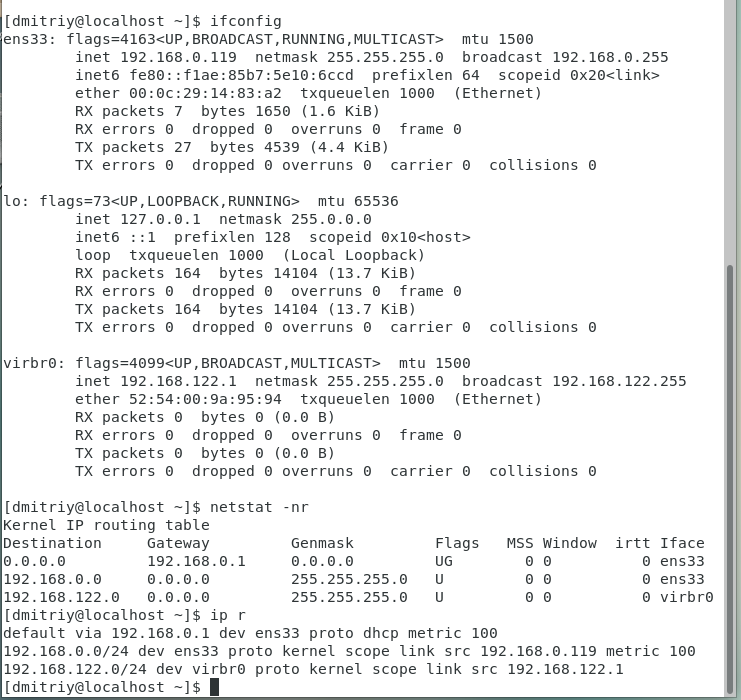 [dmitriy@localhost ~]$ ifconfig
ens33: flags=4163<UP,BROADCAST,RUNNING,MULTICAST>  mtu 1500
        inet 192.168.0.119  netmask 255.255.255.0  broadcast 192.168.0.255
        inet6 fe80::f1ae:85b7:5e10:6ccd  prefixlen 64  scopeid 0x20<link>
        ether 00:0c:29:14:83:a2  txqueuelen 1000  (Ethernet)
        RX packets 7  bytes 1650 (1.6 KiB)
        RX errors 0  dropped 0  overruns 0  frame 0
        TX packets 27  bytes 4539 (4.4 KiB)
        TX errors 0  dropped 0 overruns 0  carrier 0  collisions 0

lo: flags=73<UP,LOOPBACK,RUNNING>  mtu 65536
        inet 127.0.0.1  netmask 255.0.0.0
        inet6 ::1  prefixlen 128  scopeid 0x10<host>
        loop  txqueuelen 1000  (Local Loopback)
        RX packets 164  bytes 14104 (13.7 KiB)
        RX errors 0  dropped 0  overruns 0  frame 0
        TX packets 164  bytes 14104 (13.7 KiB)
        TX errors 0  dropped 0 overruns 0  carrier 0  collisions 0

virbr0: flags=4099<UP,BROADCAST,MULTICAST>  mtu 1500
        inet 192.168.122.1  netmask 255.255.255.0  broadcast 192.168.122.255
        ether 52:54:00:9a:95:94  txqueuelen 1000  (Ethernet)
        RX packets 0  bytes 0 (0.0 B)
        RX errors 0  dropped 0  overruns 0  frame 0
        TX packets 0  bytes 0 (0.0 B)
        TX errors 0  dropped 0 overruns 0  carrier 0  collisions 0

[dmitriy@localhost ~]$ netstat -nr
Kernel IP routing table
Destination     Gateway         Genmask         Flags   MSS Window  irtt Iface
0.0.0.0         192.168.0.1     0.0.0.0         UG        0 0          0 ens33
192.168.0.0     0.0.0.0         255.255.255.0   U         0 0          0 ens33
192.168.122.0   0.0.0.0         255.255.255.0   U         0 0          0 virbr0
[dmitriy@localhost ~]$ ip r
default via 192.168.0.1 dev ens33 proto dhcp metric 100
192.168.0.0/24 dev ens33 proto kernel scope link src 192.168.0.119 metric 100
192.168.122.0/24 dev virbr0 proto kernel scope link src 192.168.122.1
[dmitriy@localhost ~]$